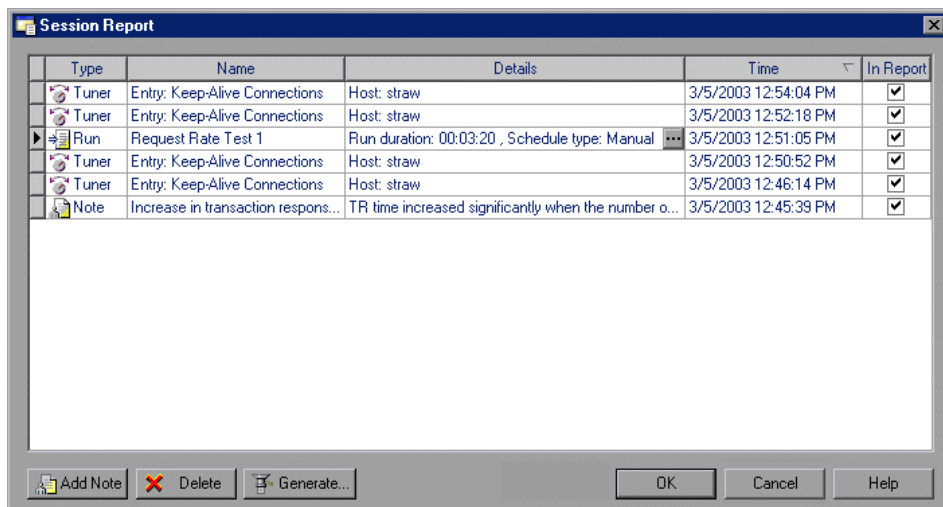 Session Report
Type Name Details Time In Report
Tuner Entry: Keep-Alive Connections Host: straw 3/5/2003 12:54:04 PM
Tuner Entry: Keep-Alive Connections Host: straw 3/5/2003 12:52:18 PM
Run Request Rate Test 1 Run duration: 00:03:20 , Schedule type: Manual ... 3/5/2003 12:51:05 PM
Tuner Entry: Keep-Alive Connections Host: straw 3/5/2003 12:50:52 PM
Tuner Entry: Keep-Alive Connections Host: straw 3/5/2003 12:46:14 PM
Note Increase in transaction respons... TR time increased significantly when the number o... 3/5/2003 12:45:39 PM
Add Note Delete Generate... OK Cancel Help